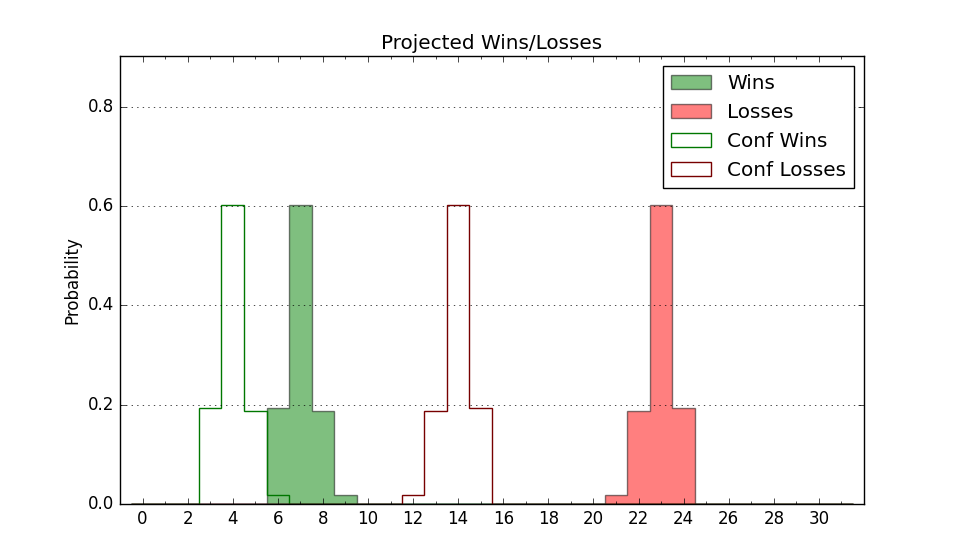 Projected Wins/Losses
Wins
Losses
Conf Wins
Conf Losses
Probability
0.8
0.6
0.4
0.2
0.0
0 2 4 6 8 10 12 14 16 18 20 22 24 26 28 30